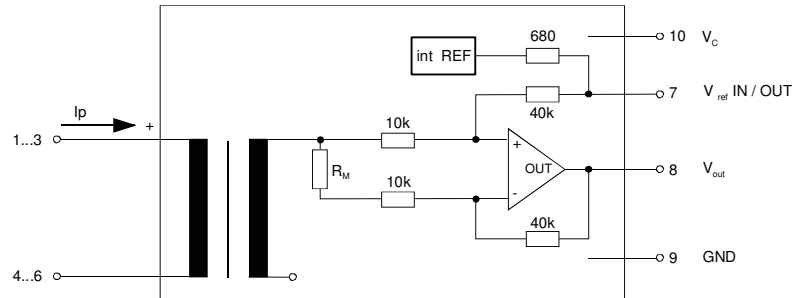 680
10 V_C
int REF
7 V_ref IN / OUT
Ip
+
10k
40k
1...3
+
OUT
8 V_out
R_M
10k
-
40k
9 GND
4...6